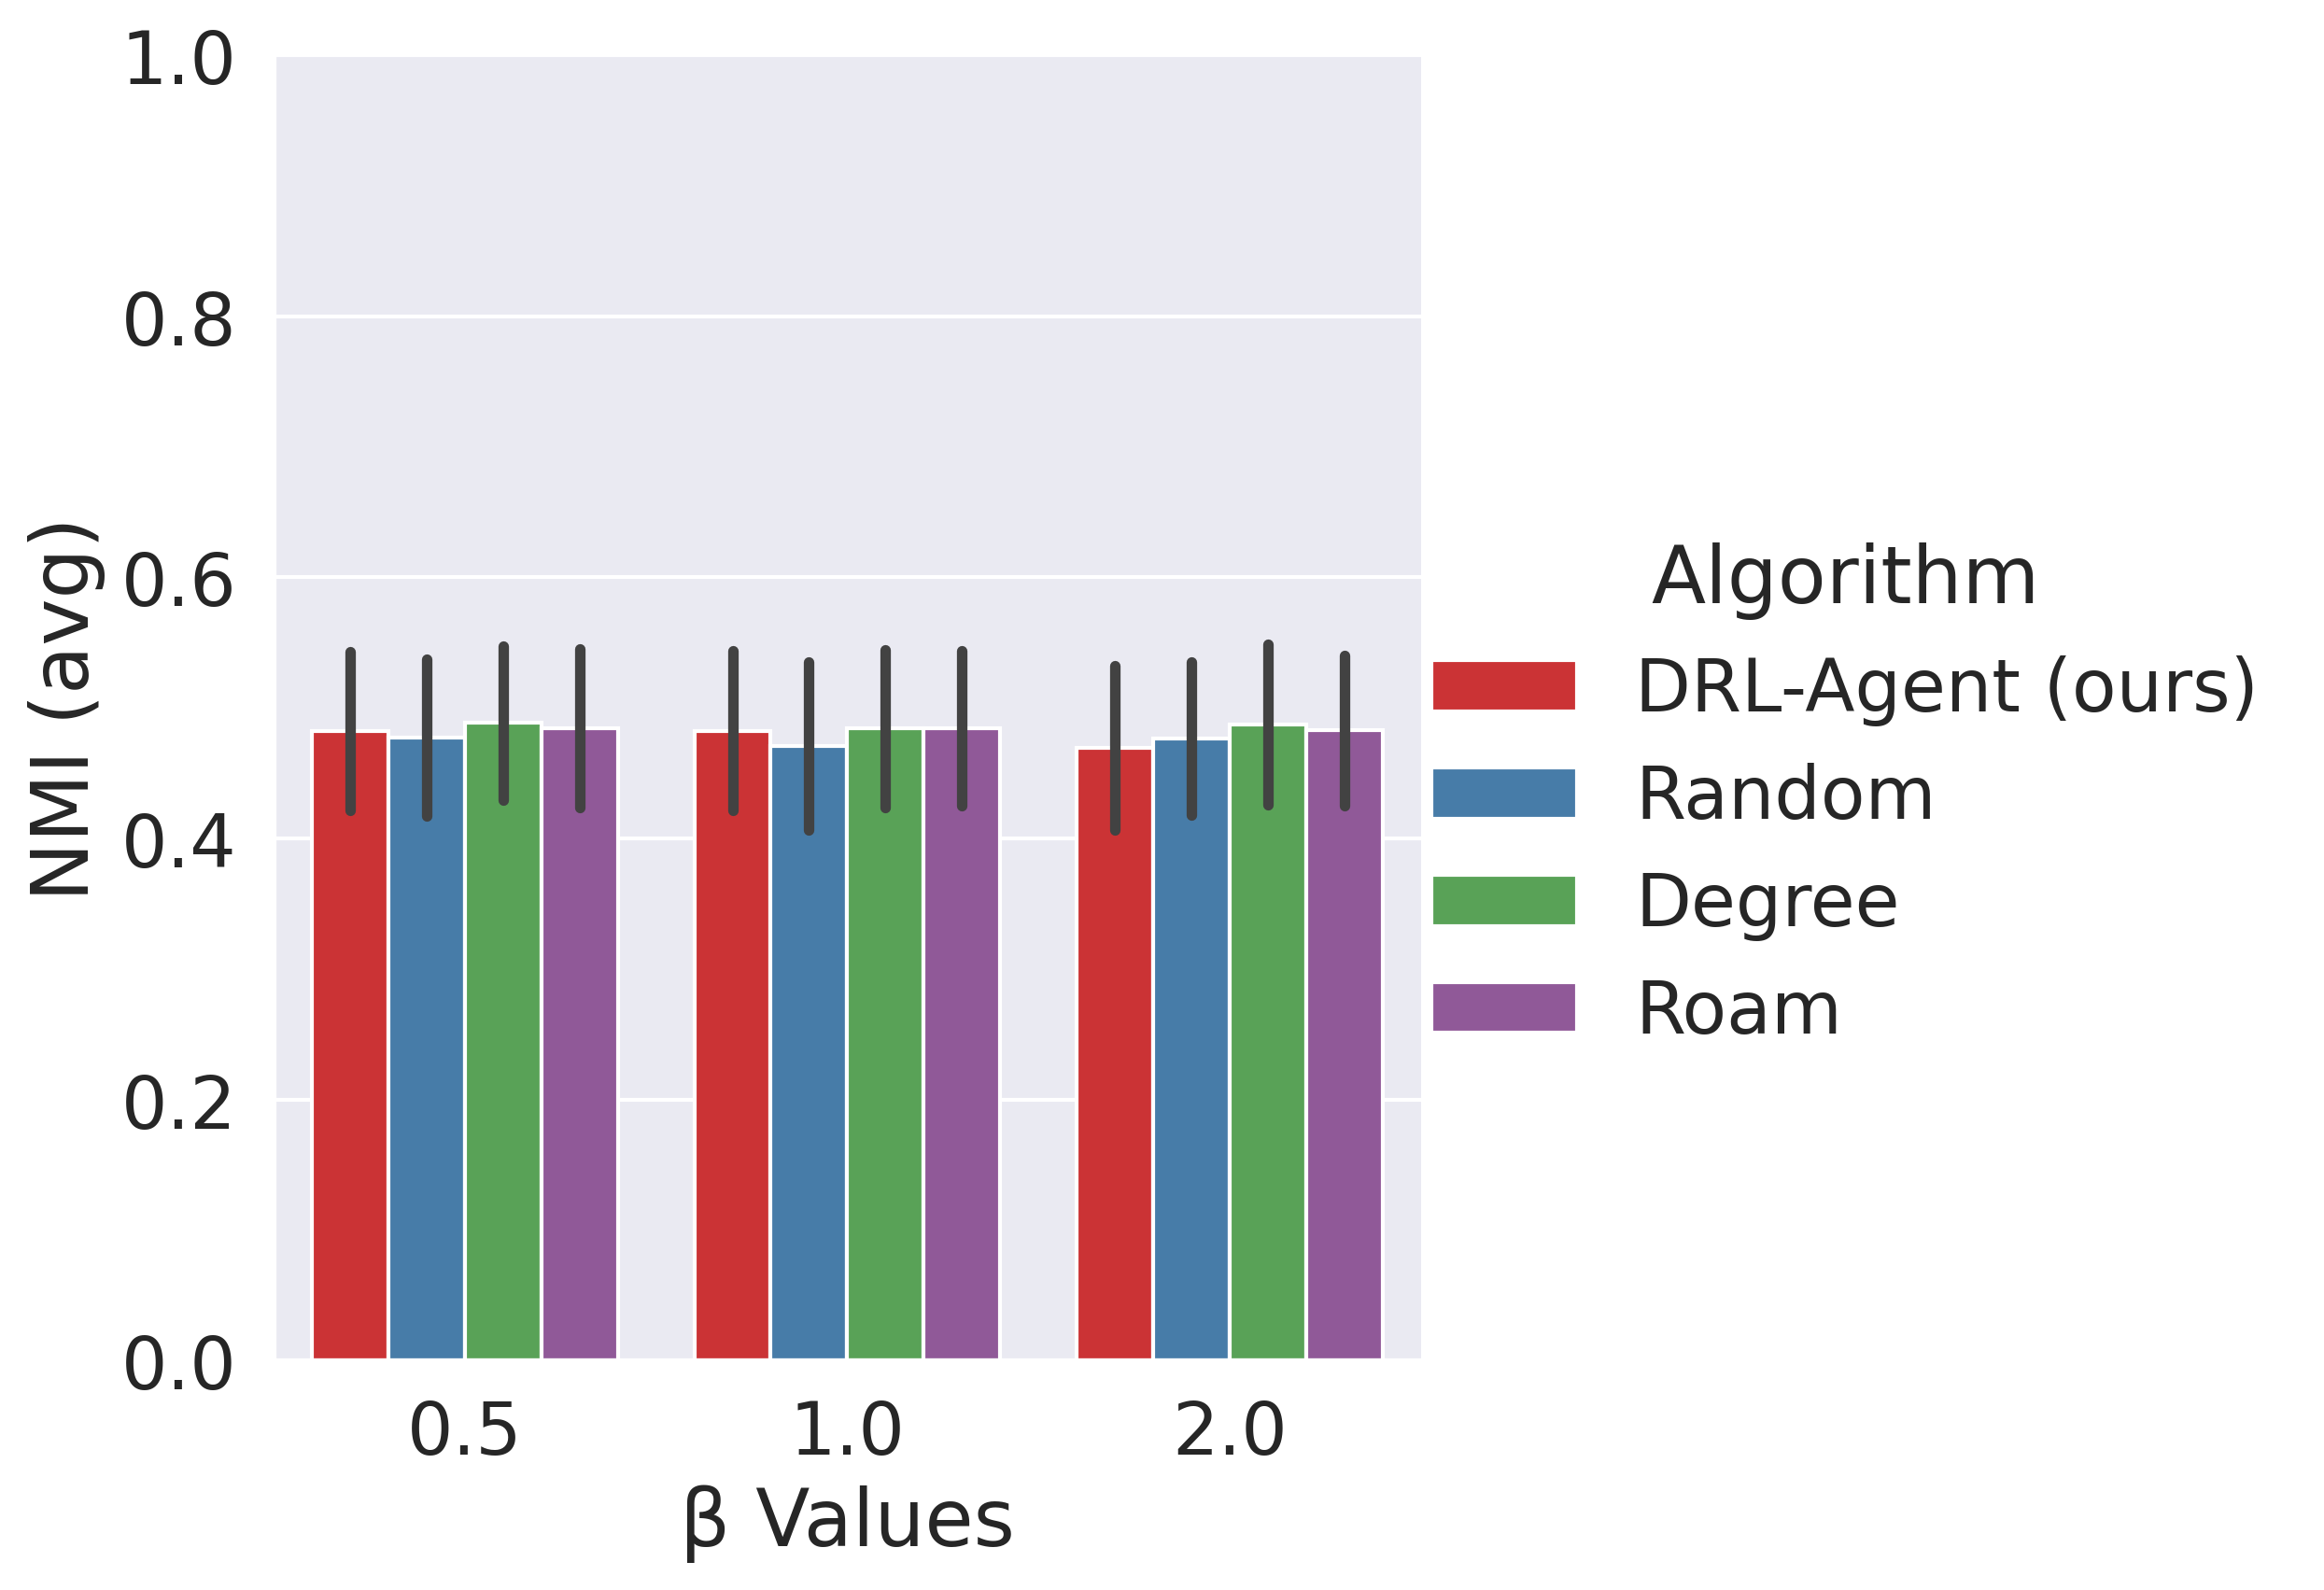 NMI (avg)
1.0
0.8
0.6
0.4
0.2
0.0
0.5
1.0
2.0
β Values
Algorithm
DRL-Agent (ours)
Random
Degree
Roam